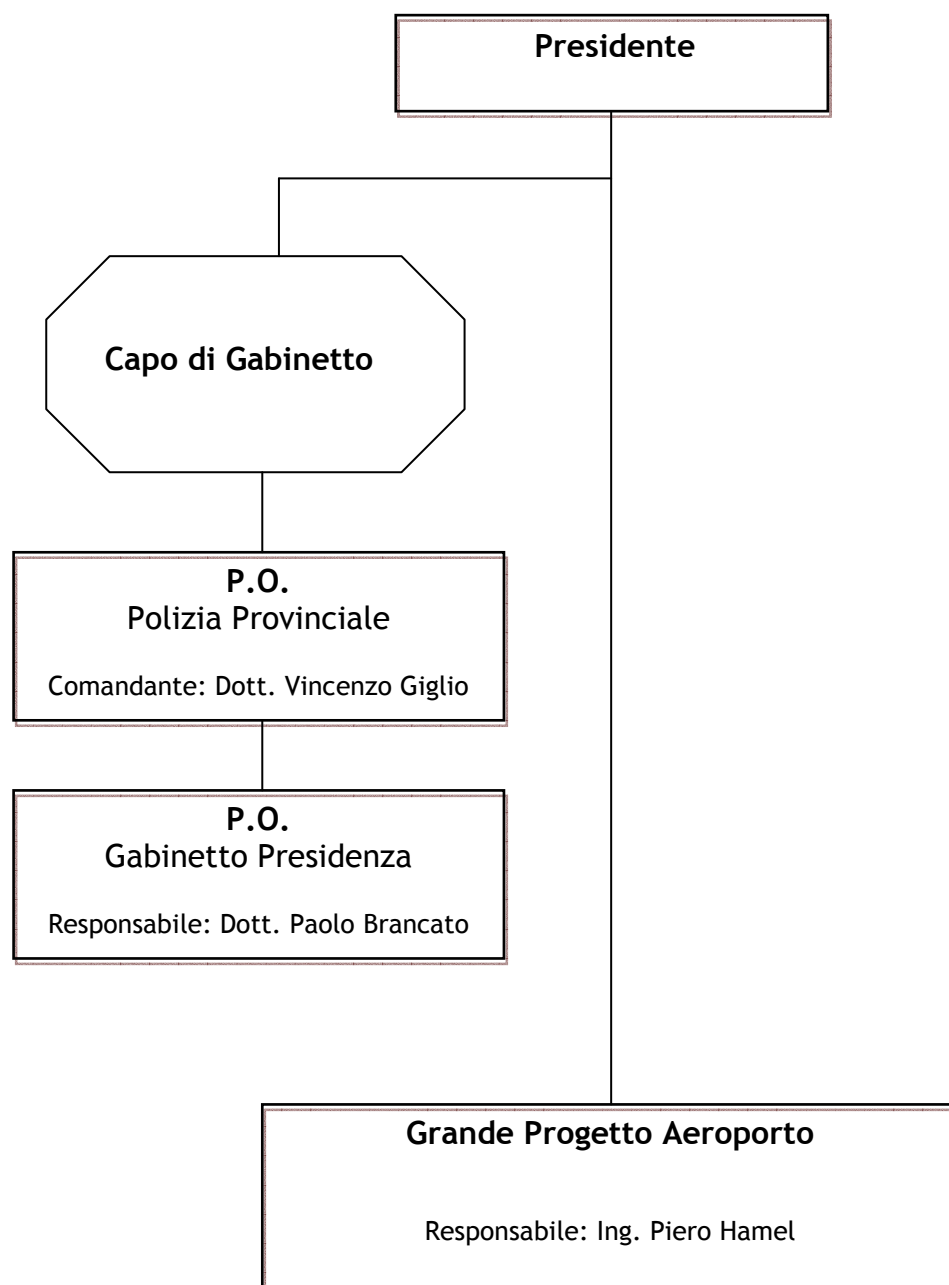 Presidente
Capo di Gabinetto
P.O.
Polizia Provinciale
Comandante: Dott. Vincenzo Giglio
P.O.
Gabinetto Presidenza
Responsabile: Dott. Paolo Brancato
Grande Progetto Aeroporto
Responsabile: Ing. Piero Hamel